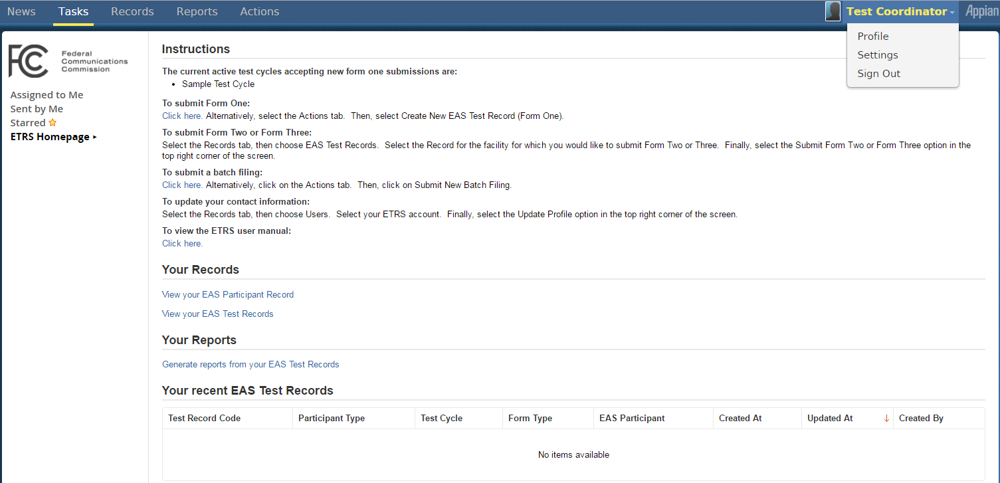 News Tasks Records Reports Actions Test Coordinator Appian
Profile
Settings
Sign Out
FCC Federal
Communications
Commission
Assigned to Me
Sent by Me
Starred
ETRS Homepage
Instructions
The current active test cycles accepting new form one submissions are:
• Sample Test Cycle
To submit Form One:
Click here. Alternatively, select the Actions tab. Then, select Create New EAS Test Record (Form One).
To submit Form Two or Form Three:
Select the Records tab, then choose EAS Test Records. Select the Record for the facility for which you would like to submit Form Two or Three. Finally, select the Submit Form Two or Form Three option in the
top right corner of the screen.
To submit a batch filing:
Click here. Alternatively, click on the Actions tab. Then, click on Submit New Batch Filing.
To update your contact information:
Select the Records tab, then choose Users. Select your ETRS account. Finally, select the Update Profile option in the top right corner of the screen.
To view the ETRS user manual:
Click here.
Your Records
View your EAS Participant Record
View your EAS Test Records
Your Reports
Generate reports from your EAS Test Records
Your recent EAS Test Records
Test Record Code Participant Type Test Cycle Form Type EAS Participant Created At Updated At Created By
No items available